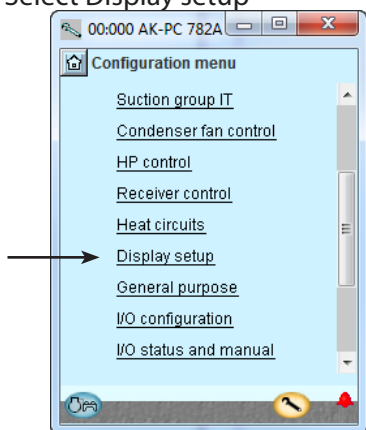 Select Display setup
00:000 AK-PC 782A
Configuration menu
Suction group IT
Condenser fan control
HP control
Receiver control
Heat circuits
Display setup
General purpose
I/O configuration
I/O status and manual